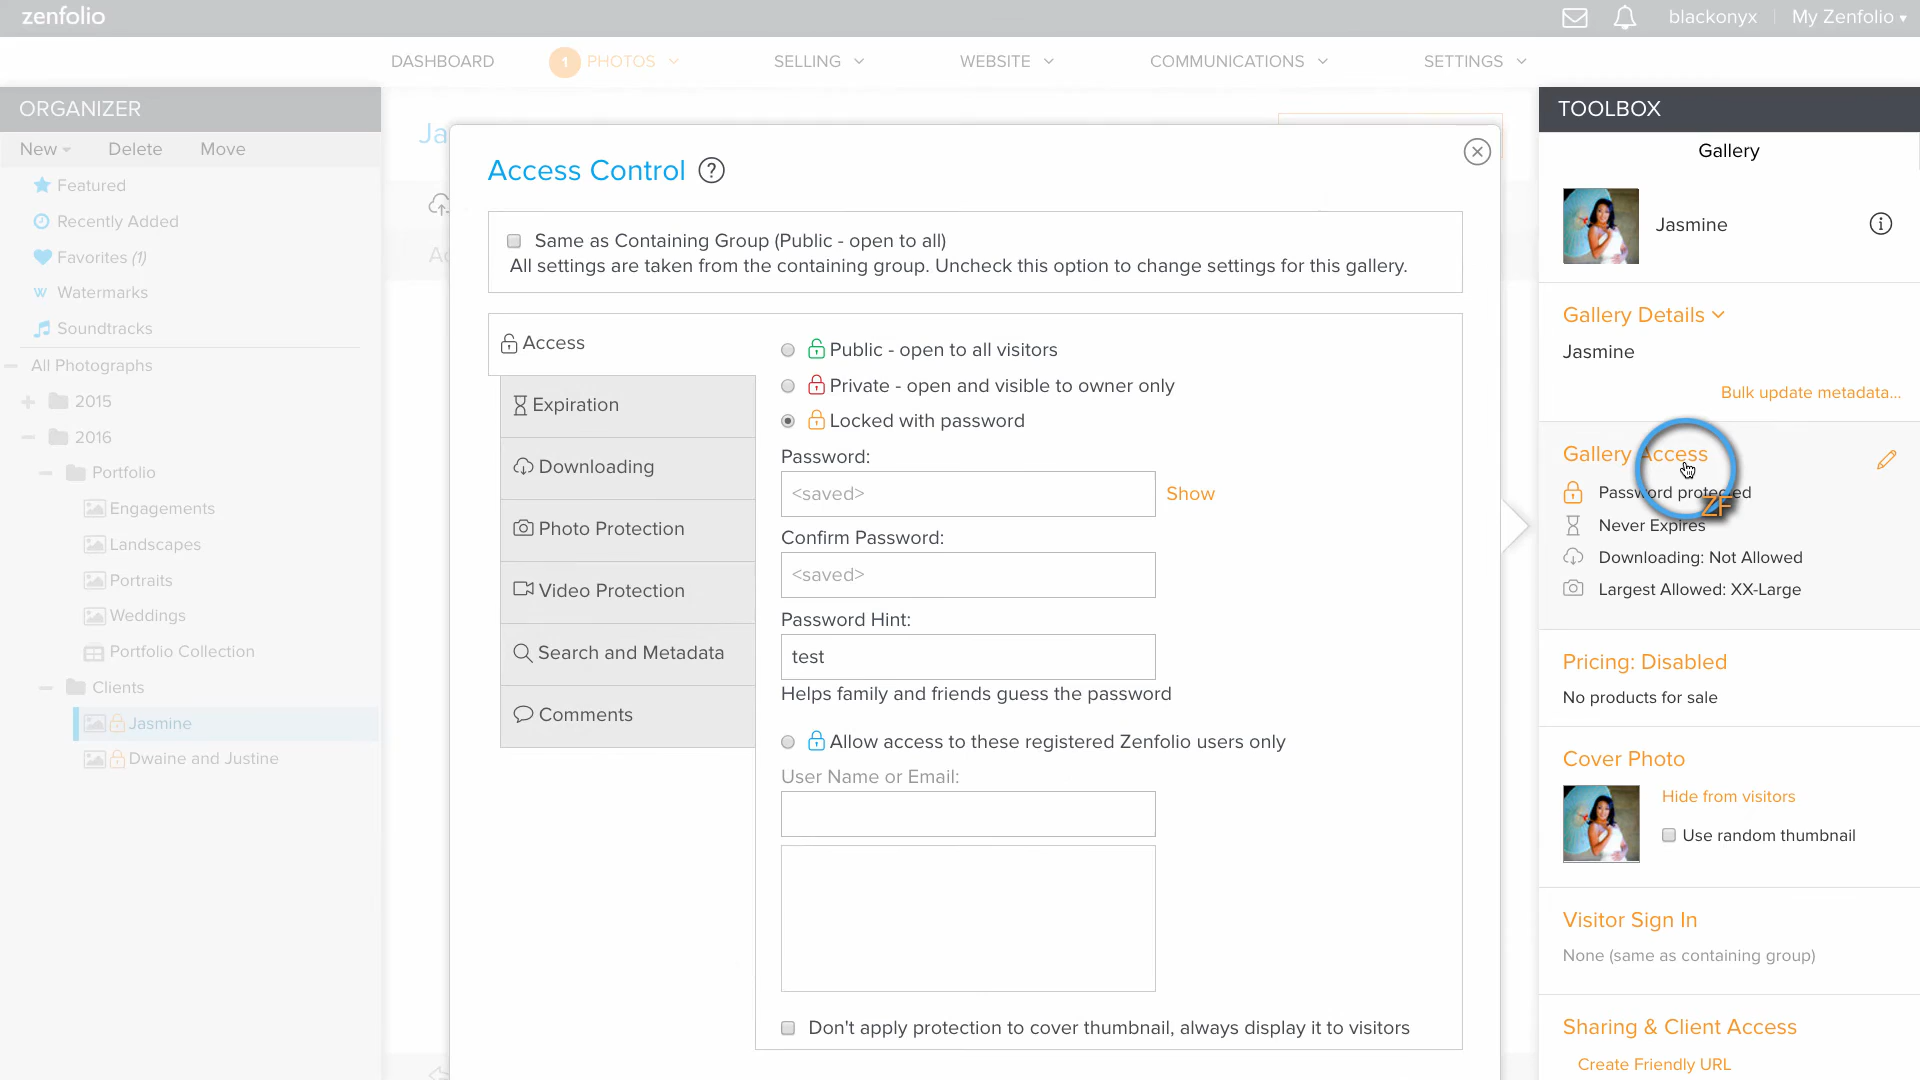 zenfolio
blackonyx
My Zenfolio
DASHBOARD
1 PHOTOS
SELLING
WEBSITE
COMMUNICATIONS
SETTINGS
ORGANIZER
New
Delete
Move
Featured
Recently Added
Favorites (1)
Watermarks
Soundtracks
All Photographs
2015
2016
Portfolio
Engagements
Landscapes
Portraits
Weddings
Portfolio Collection
Clients
Jasmine
Dwaine and Justine
Ja
Access Control ?
Same as Containing Group (Public - open to all)
All settings are taken from the containing group. Uncheck this option to change settings for this gallery.
Access
Expiration
Downloading
Photo Protection
Video Protection
Search and Metadata
Comments
Public - open to all visitors
Private - open and visible to owner only
Locked with password
Password:
<saved>
Show
Confirm Password:
<saved>
Password Hint:
test
Helps family and friends guess the password
Allow access to these registered Zenfolio users only
User Name or Email:
Don't apply protection to cover thumbnail, always display it to visitors
TOOLBOX
Gallery
Jasmine
Gallery Details
Jasmine
Bulk update metadata...
Gallery Access
Password protected
ZF
Never Expires
Downloading: Not Allowed
Largest Allowed: XX-Large
Pricing: Disabled
No products for sale
Cover Photo
Hide from visitors
Use random thumbnail
Visitor Sign In
None (same as containing group)
Sharing & Client Access
Create Friendly URL